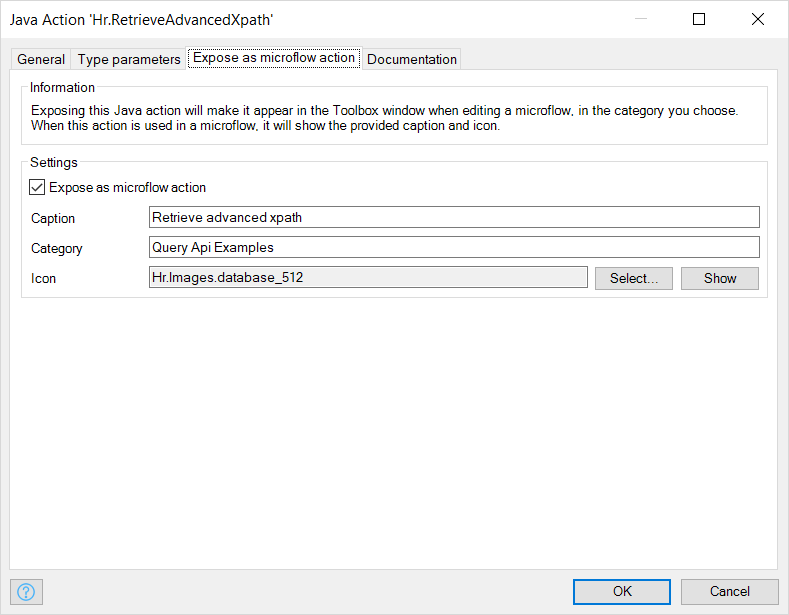 Java Action 'Hr.RetrieveAdvancedXpath'
General Type parameters Expose as microflow action Documentation
Information
Exposing this Java action will make it appear in the Toolbox window when editing a microflow, in the category you choose.
When this action is used in a microflow, it will show the provided caption and icon.
Settings
Expose as microflow action
Caption Retrieve advanced xpath
Category Query Api Examples
Icon Hr.Images.database_512 Select... Show
? OK Cancel